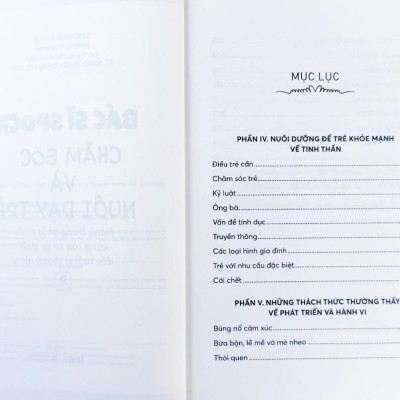 MỤC LỤC
PHẦN IV. NUÔI DƯỠNG ĐỂ TRẺ KHỎE MẠNH
VỀ TINH THẦN
Điều trẻ cần
Chăm sóc trẻ
Kỷ luật
Ông bà
Vấn đề tính dục
Truyền thông
Các loại hình gia đình
Trẻ với nhu cầu đặc biệt
Cái chết
PHẦN V. NHỮNG THÁCH THỨC THƯỜNG THẤY
VỀ PHÁT TRIỂN VÀ HÀNH VI
Bùng nổ cảm xúc
Bừa bộn, lề mề và mè nheo
Thói quen
BÁC SĨ SPOCK
CHĂM SÓC
VÀ
NUÔI DẠY TRẺ
2